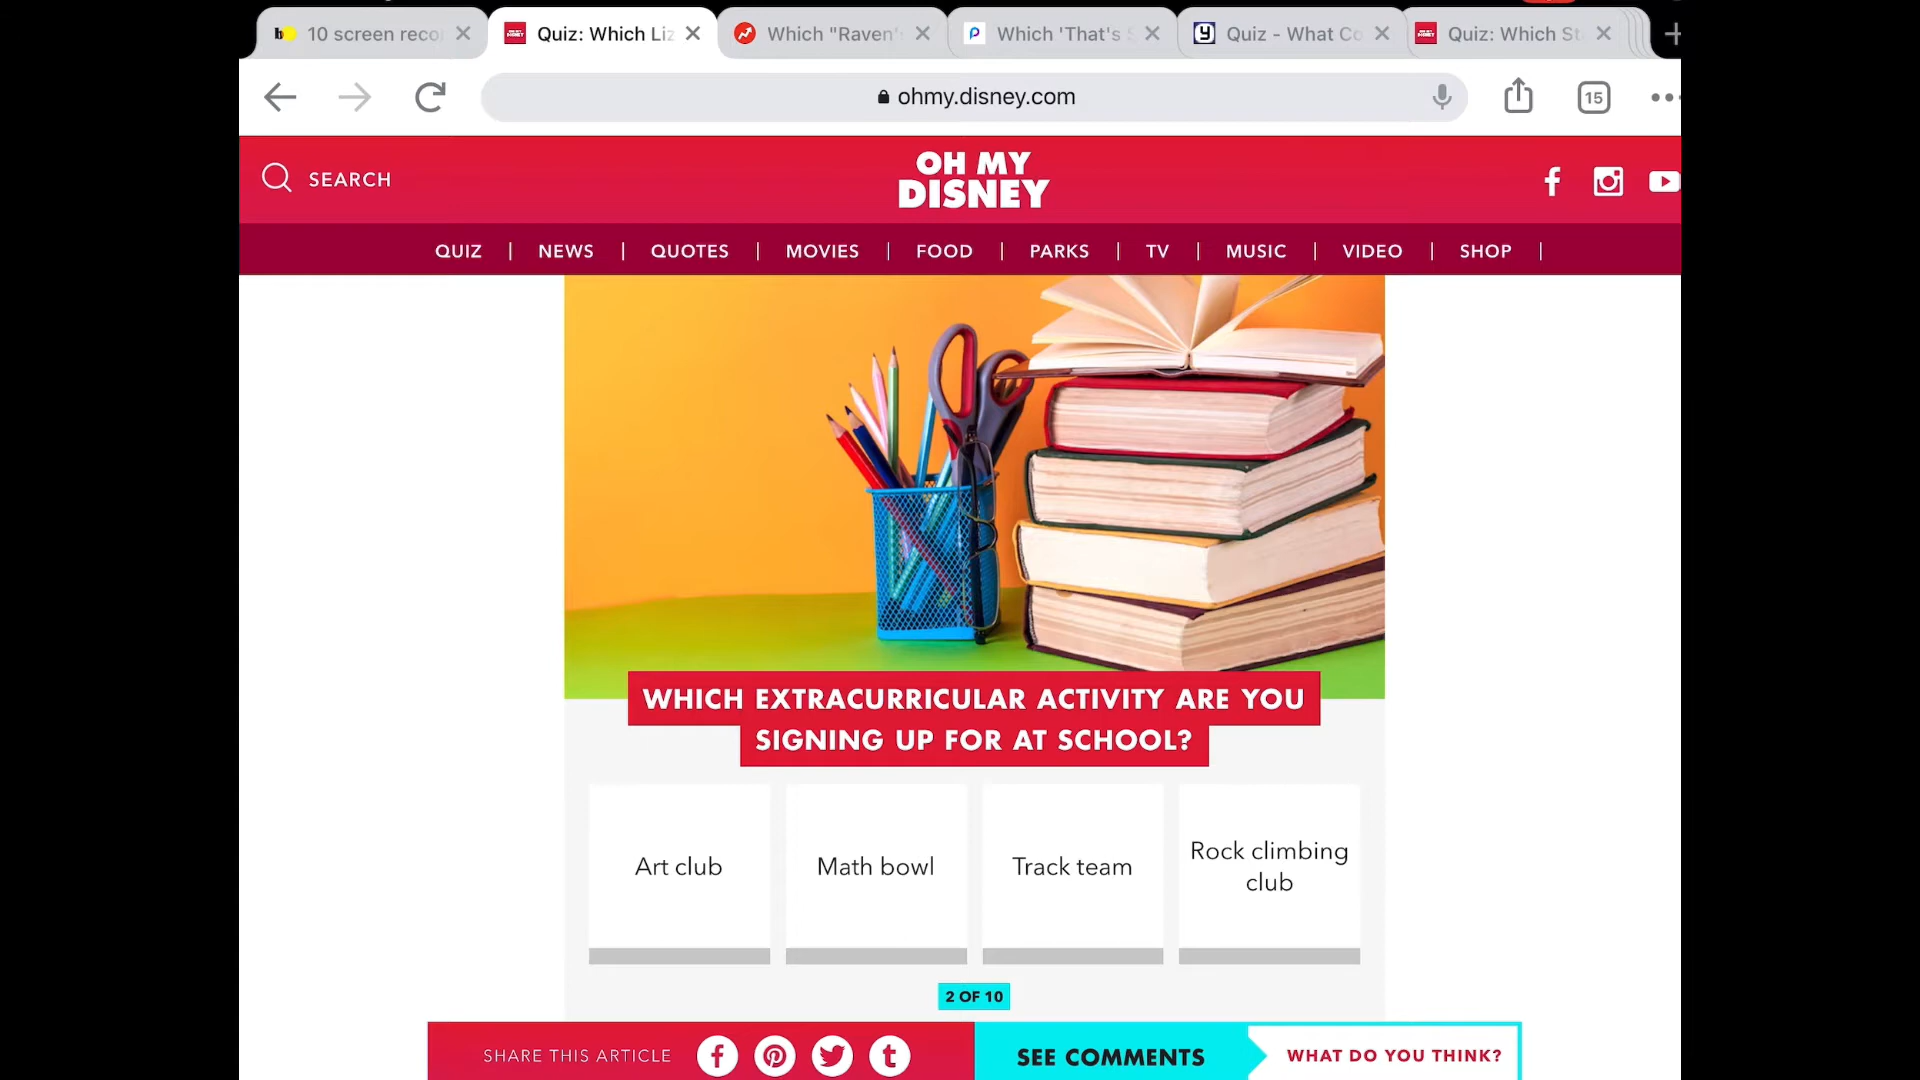 10 screen reco
Quiz: Which Liz
Which "Raven's
Which 'That's S
Quiz - What Co
Quiz: Which St
ohmy.disney.com
15
SEARCH
OH MY
DISNEY
QUIZ | NEWS | QUOTES | MOVIES | FOOD | PARKS | TV | MUSIC | VIDEO | SHOP |
WHICH EXTRACURRICULAR ACTIVITY ARE YOU
SIGNING UP FOR AT SCHOOL?
Art club
Math bowl
Track team
Rock climbing
club
2 OF 10
SHARE THIS ARTICLE
SEE COMMENTS
WHAT DO YOU THINK?